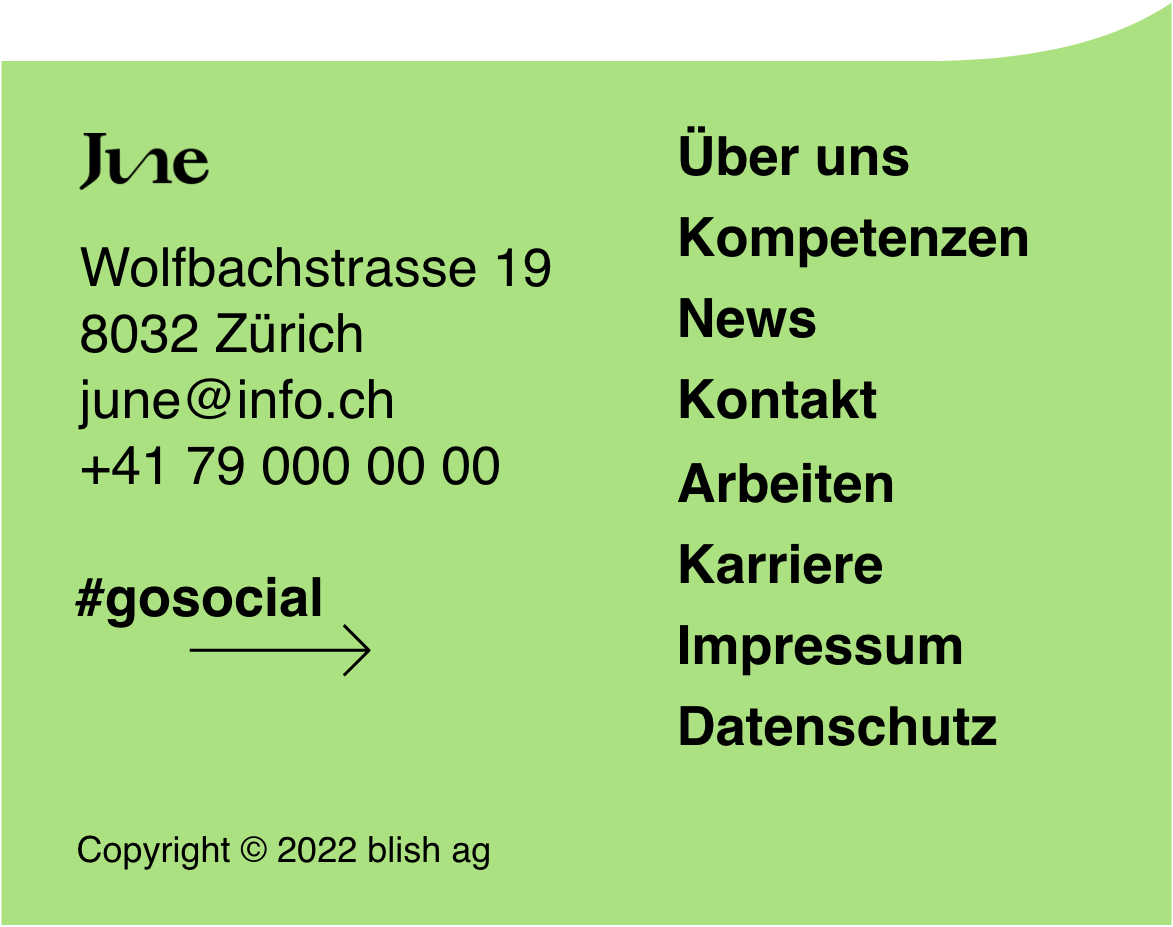 June
Wolfbachstrasse 19
8032 Zürich
june@info.ch
+41 79 000 00 00
#gosocial
Über uns
Kompetenzen
News
Kontakt
Arbeiten
Karriere
Impressum
Datenschutz
Copyright © 2022 blish ag